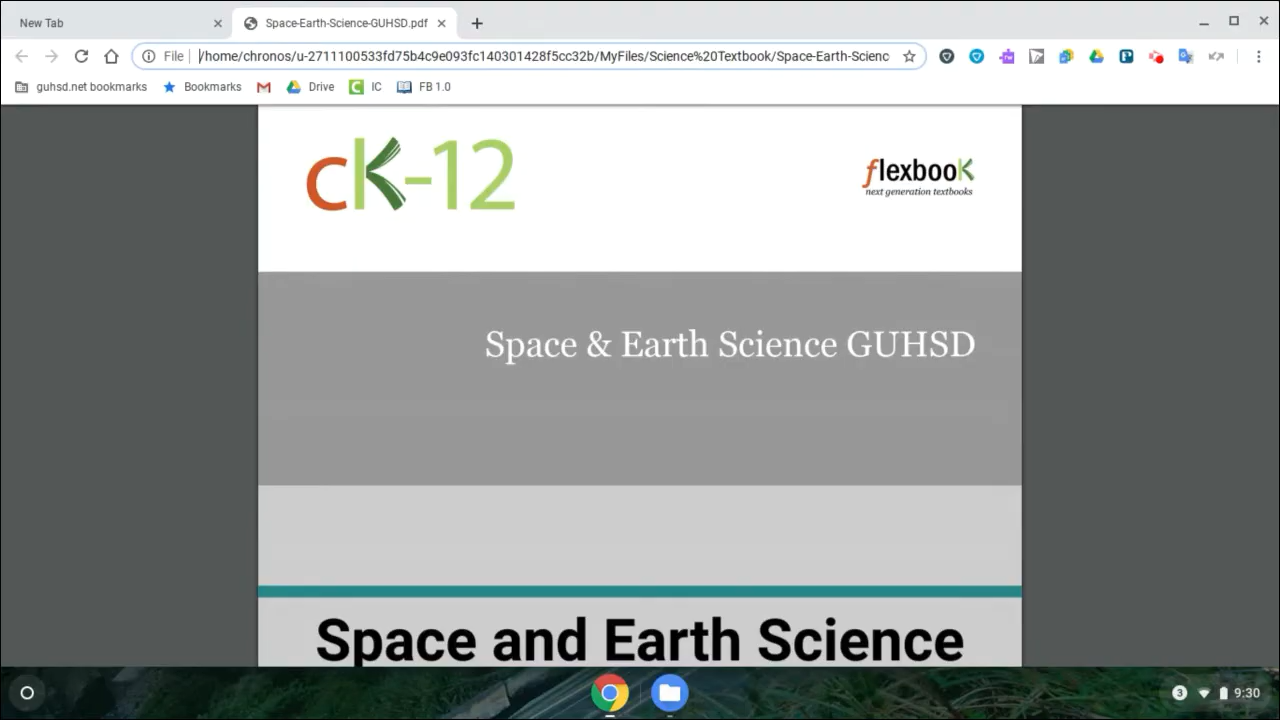 New Tab
Space-Earth-Science-GUHSD.pdf
File | /home/chronos/u-2711100533fd75b4c9e093fc140301428f5cc32b/MyFiles/Science%20Textbook/Space-Earth-Scienc
guhsd.net bookmarks Bookmarks Drive IC FB 1.0
cK-12
flexbooK
next generation textbooks
Space & Earth Science GUHSD
Space and Earth Science
3 9:30